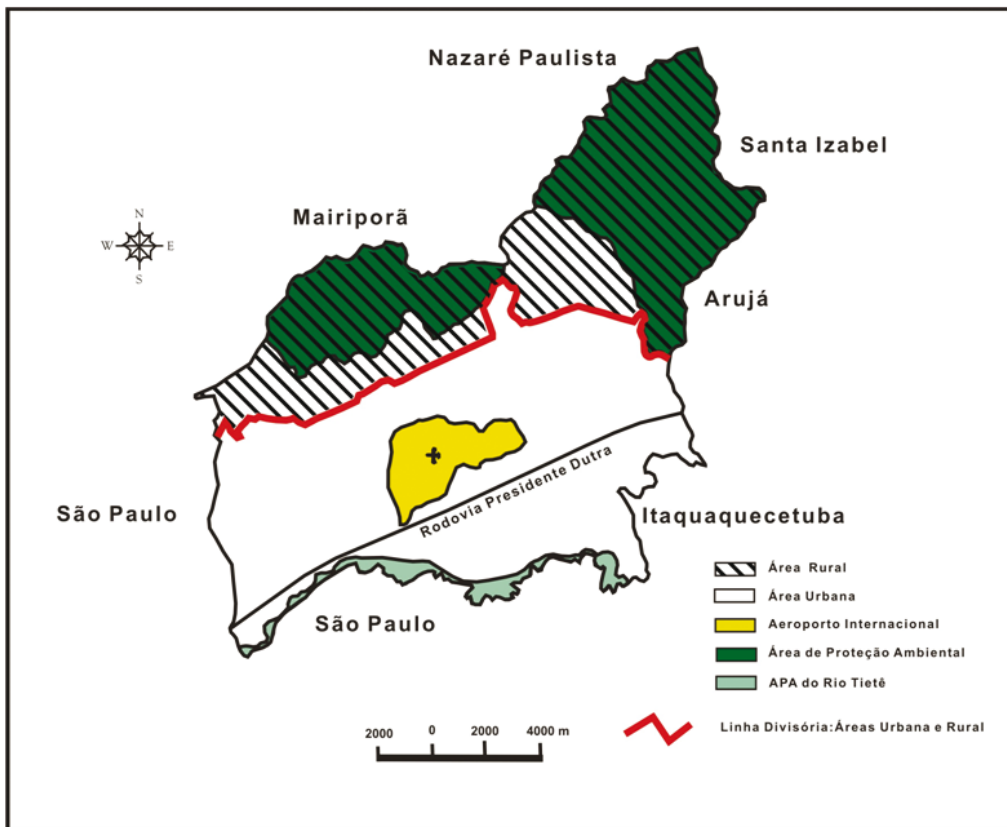 Nazaré Paulista
Santa Izabel
Mairiporã
N
W E
S
Arujá
São Paulo
Rodovia Presidente Dutra
Itaquaquecetuba
São Paulo
Área Rural
Área Urbana
Aeroporto Internacional
Área de Proteção Ambiental
APA do Rio Tietê
Linha Divisória:Áreas Urbana e Rural
2000 0 2000 4000 m